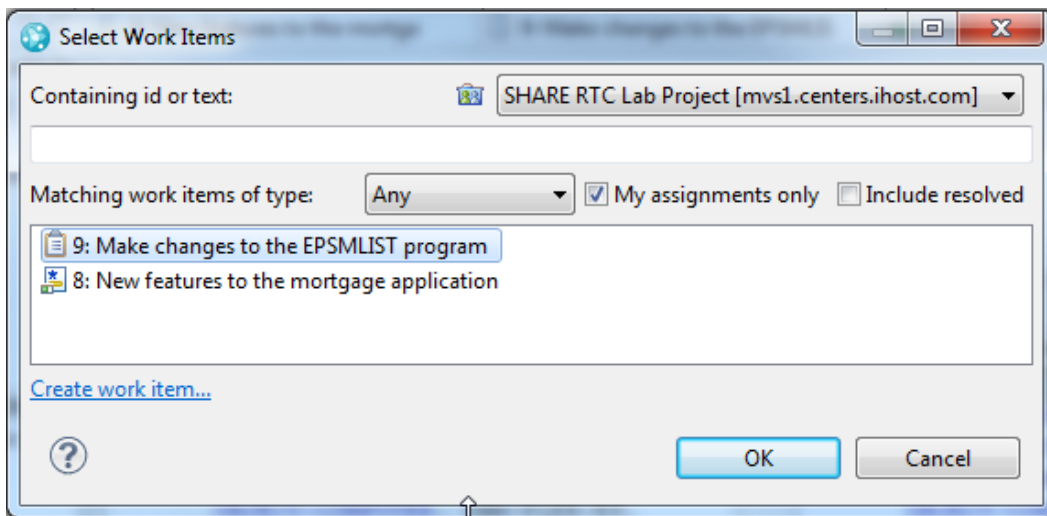 Select Work Items
Containing id or text:
SHARE RTC Lab Project [mvs1.centers.ihost.com]
Matching work items of type:
Any
My assignments only
Include resolved
9: Make changes to the EPSMLIST program
8: New features to the mortgage application
Create work item...
OK
Cancel